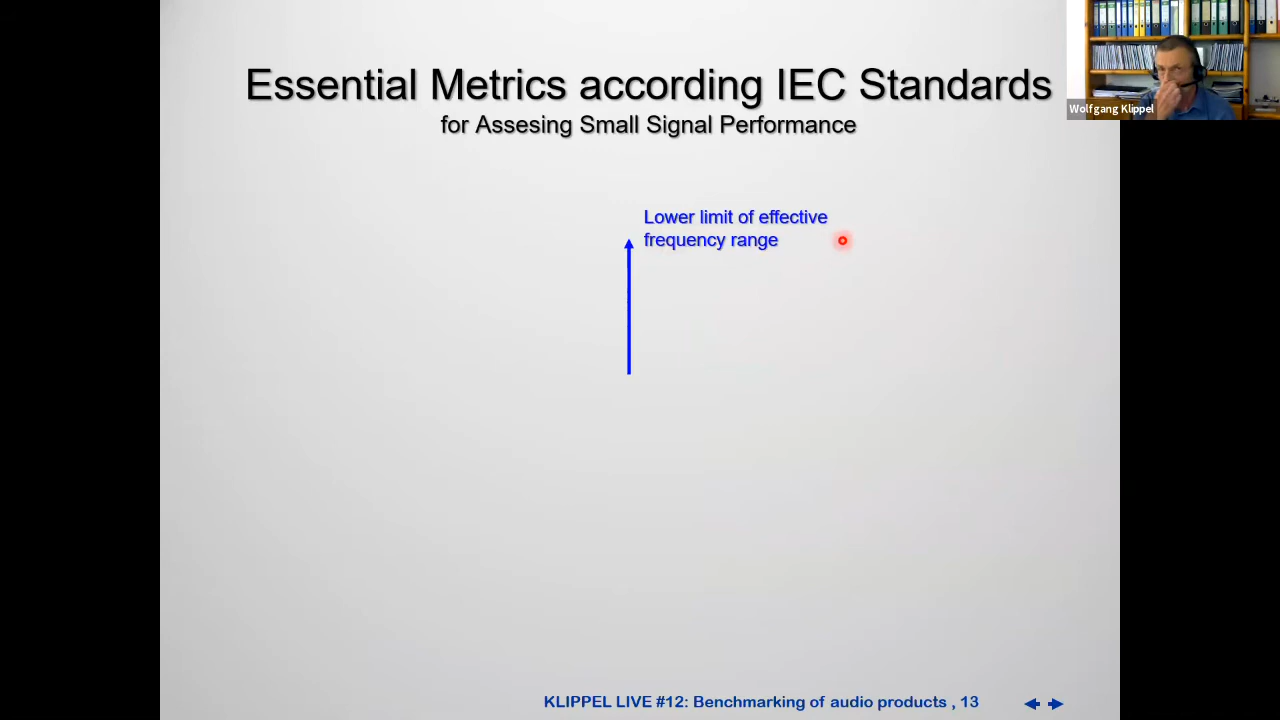 Essential Metrics according IEC Standards
for Assesing Small Signal Performance
Wolfgang Klippel
Lower limit of effective
frequency range
KLIPPEL LIVE #12: Benchmarking of audio products , 13